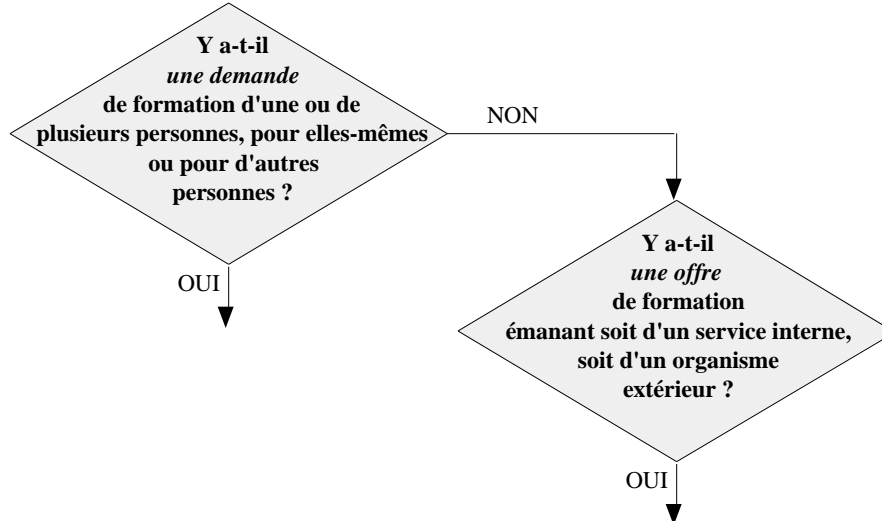 Y a-t-il
une demande
de formation d'une ou de
plusieurs personnes, pour elles-mêmes
ou pour d'autres
personnes ?
NON
OUI
Y a-t-il
une offre
de formation
émanant soit d'un service interne,
soit d'un organisme
extérieur ?
OUI